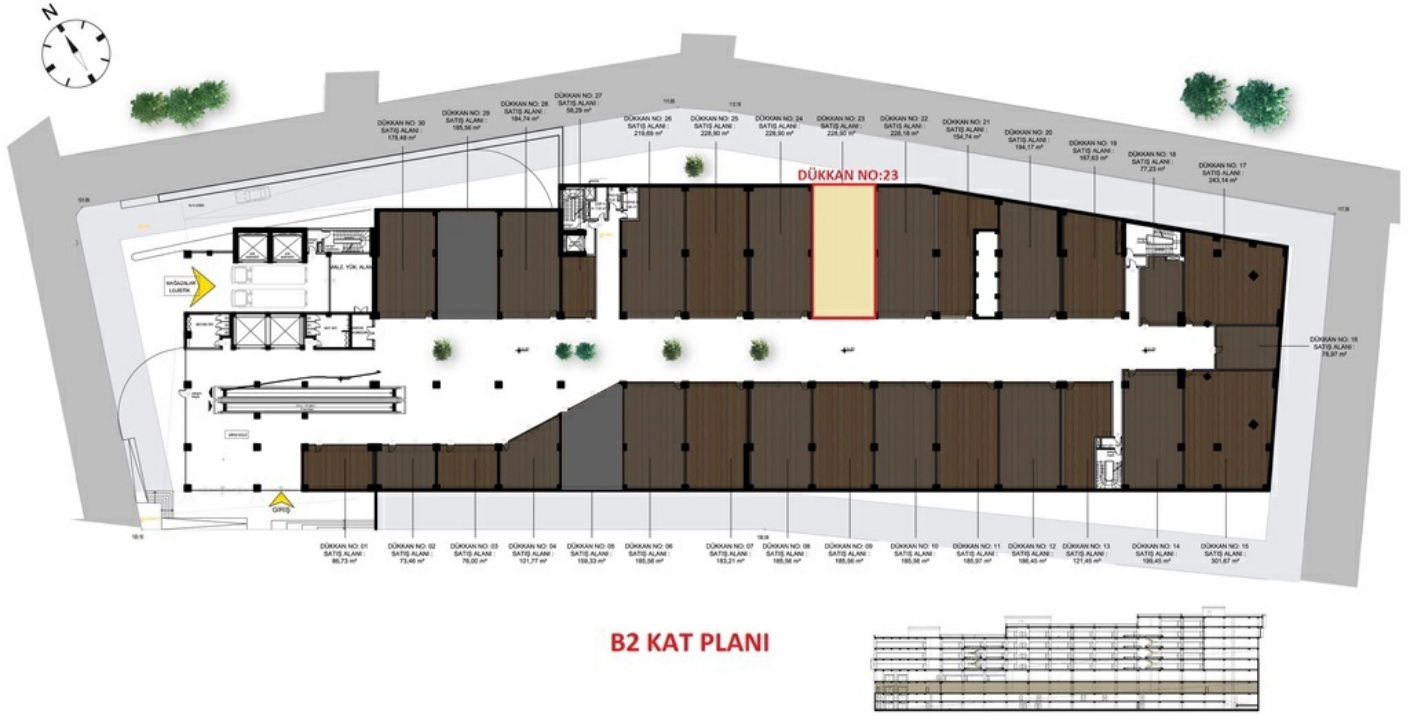 N
DÜKKAN NO: 30
SATIŞ ALANI :
178,48 m²
DÜKKAN NO: 29
SATIŞ ALANI :
185,56 m²
DÜKKAN NO: 28
SATIŞ ALANI :
184,74 m²
DÜKKAN NO: 27
SATIŞ ALANI :
58,29 m²
DÜKKAN NO: 26
SATIŞ ALANI :
219,69 m²
DÜKKAN NO: 25
SATIŞ ALANI :
228,90 m²
DÜKKAN NO: 24
SATIŞ ALANI :
228,90 m²
DÜKKAN NO: 23
SATIŞ ALANI :
228,90 m²
DÜKKAN NO: 22
SATIŞ ALANI :
228,18 m²
DÜKKAN NO: 21
SATIŞ ALANI :
154,74 m²
DÜKKAN NO: 20
SATIŞ ALANI :
194,17 m²
DÜKKAN NO: 19
SATIŞ ALANI :
167,63 m²
DÜKKAN NO: 18
SATIŞ ALANI :
77,23 m²
DÜKKAN NO: 17
SATIŞ ALANI :
243,14 m²
DÜKKAN NO:23
MALZ. YÜK. ALANI
MAĞAZALAR
LOJİSTİK
DÜKKAN NO: 16
SATIŞ ALANI :
78,97 m²
GİRİŞ
DÜKKAN NO: 01
SATIŞ ALANI :
86,73 m²
DÜKKAN NO: 02
SATIŞ ALANI :
73,46 m²
DÜKKAN NO: 03
SATIŞ ALANI :
76,00 m²
DÜKKAN NO: 04
SATIŞ ALANI :
101,77 m²
DÜKKAN NO: 05
SATIŞ ALANI :
159,33 m²
DÜKKAN NO: 06
SATIŞ ALANI :
185,56 m²
DÜKKAN NO: 07
SATIŞ ALANI :
183,21 m²
DÜKKAN NO: 08
SATIŞ ALANI :
185,56 m²
DÜKKAN NO: 09
SATIŞ ALANI :
185,56 m²
DÜKKAN NO: 10
SATIŞ ALANI :
185,56 m²
DÜKKAN NO: 11
SATIŞ ALANI :
185,97 m²
DÜKKAN NO: 12
SATIŞ ALANI :
186,45 m²
DÜKKAN NO: 13
SATIŞ ALANI :
121,45 m²
DÜKKAN NO: 14
SATIŞ ALANI :
199,45 m²
DÜKKAN NO: 15
SATIŞ ALANI :
301,67 m²
B2 KAT PLANI